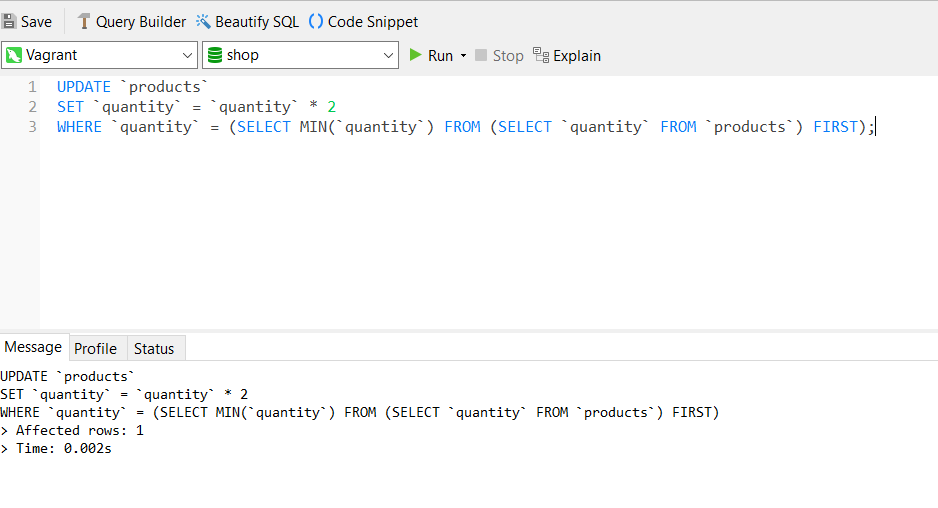 Save Query Builder Beautify SQL Code Snippet
Vagrant shop Run Stop Explain
1 UPDATE `products`
2 SET `quantity` = `quantity` * 2
3 WHERE `quantity` = (SELECT MIN(`quantity`) FROM (SELECT `quantity` FROM `products`) FIRST);
Message Profile Status
UPDATE `products`
SET `quantity` = `quantity` * 2
WHERE `quantity` = (SELECT MIN(`quantity`) FROM (SELECT `quantity` FROM `products`) FIRST)
> Affected rows: 1
> Time: 0.002s